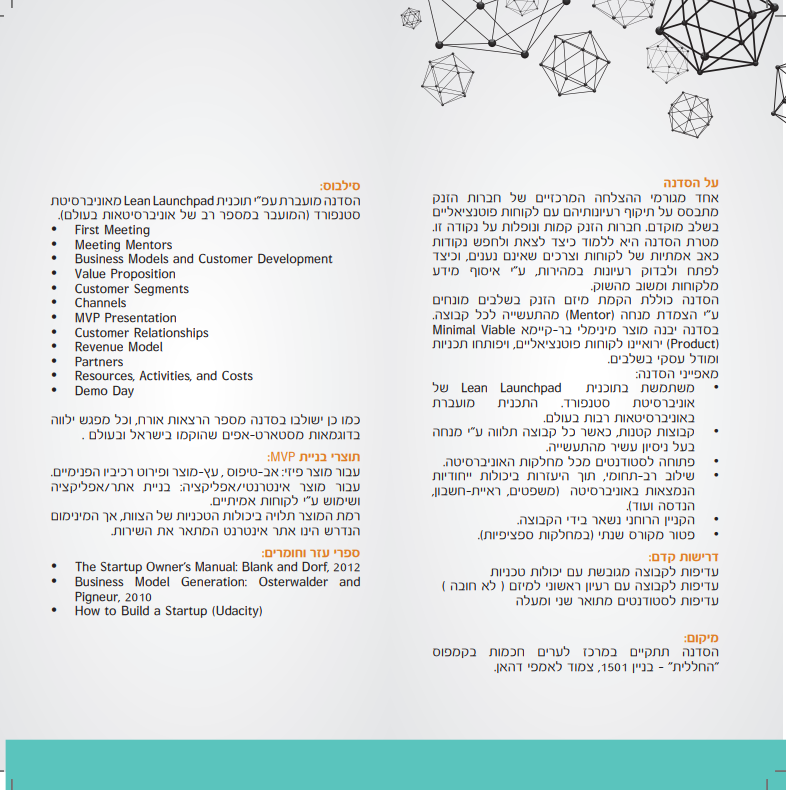 על הסדנה
אחד מגורמי ההצלחה המרכזיים של חברות הזנק
מתבסס על תיקוף רעיונותיהם עם לקוחות פוטנציאליים
בשלב מוקדם. חברות הזנק קמות ונופלות על נקודה זו.
מטרת הסדנה היא ללמוד כיצד לצאת ולחפש נקודות
כאב אמתיות של לקוחות וצרכים שאינם נענים, וכיצד
לפתח ולבדוק רעיונות במהירות, ע״י איסוף מידע
מלקוחות ומשוב מהשוק.
הסדנה כוללת הקמת מיזם הזנק בשלבים מונחים
ע״י הצמדת מנחה (Mentor) מהתעשייה לכל קבוצה.
בסדנה יבנה מוצר מינימלי בר-קיימא Minimal Viable
Product) ירואיינו לקוחות פוטנציאליים, ויפותחו תכניות
ומודל עסקי בשלבים.
מאפייני הסדנה:
• משתמשת בתוכנית Lean Launchpad של
אוניברסיטת סטנפורד. התכנית מועברת
באוניברסיטאות רבות בעולם.
• קבוצות קטנות, כאשר כל קבוצה תלווה ע״י מנחה
בעל ניסיון עשיר מהתעשייה.
• פתוחה לסטודנטים מכל מחלקות האוניברסיטה.
• שילוב רב-תחומי, תוך היעזרות ביכולות ייחודיות
הנמצאות באוניברסיטה (משפטים, ראיית-חשבון,
הנדסה ועוד).
• הקניין הרוחני נשאר בידי הקבוצה.
• פטור מקורס שנתי (במחלקות ספציפיות).
דרישות קדם:
עדיפות לקבוצה מגובשת עם יכולות טכניות
עדיפות לקבוצה עם רעיון ראשוני למיזם ( לא חובה )
עדיפות לסטודנטים מתואר שני ומעלה
מיקום:
הסדנה תתקיים במרכז לערים חכמות בקמפוס
״החללית״ - בניין 1501, צמוד לאמפי דהאן.
סילבוס:
הסדנה מועברת עפ״י תוכנית Lean Launchpad מאוניברסיטת
סטנפורד (המועבר במספר רב של אוניברסיטאות בעולם).
• First Meeting
• Meeting Mentors
• Business Models and Customer Development
• Value Proposition
• Customer Segments
• Channels
• MVP Presentation
• Customer Relationships
• Revenue Model
• Partners
• Resources, Activities, and Costs
• Demo Day
כמו כן ישולבו בסדנה מספר הרצאות אורח, וכל מפגש ילווה
בדוגמאות מסטארט-אפים שהוקמו בישראל ובעולם .
תוצרי בניית MVP:
עבור מוצר פיזי: אב-טיפוס , עץ-מוצר ופירוט רכיביו הפנימיים.
עבור מוצר אינטרנטי/אפליקציה: בניית אתר/אפליקציה
ושימוש ע״י לקוחות אמיתיים.
רמת המוצר תלויה ביכולות הטכניות של הצוות, אך המינימום
הנדרש הינו אתר אינטרנט המתאר את השירות.
ספרי עזר וחומרים:
• The Startup Owner's Manual: Blank and Dorf, 2012
• Business Model Generation: Osterwalder and
Pigneur, 2010
• How to Build a Startup (Udacity)